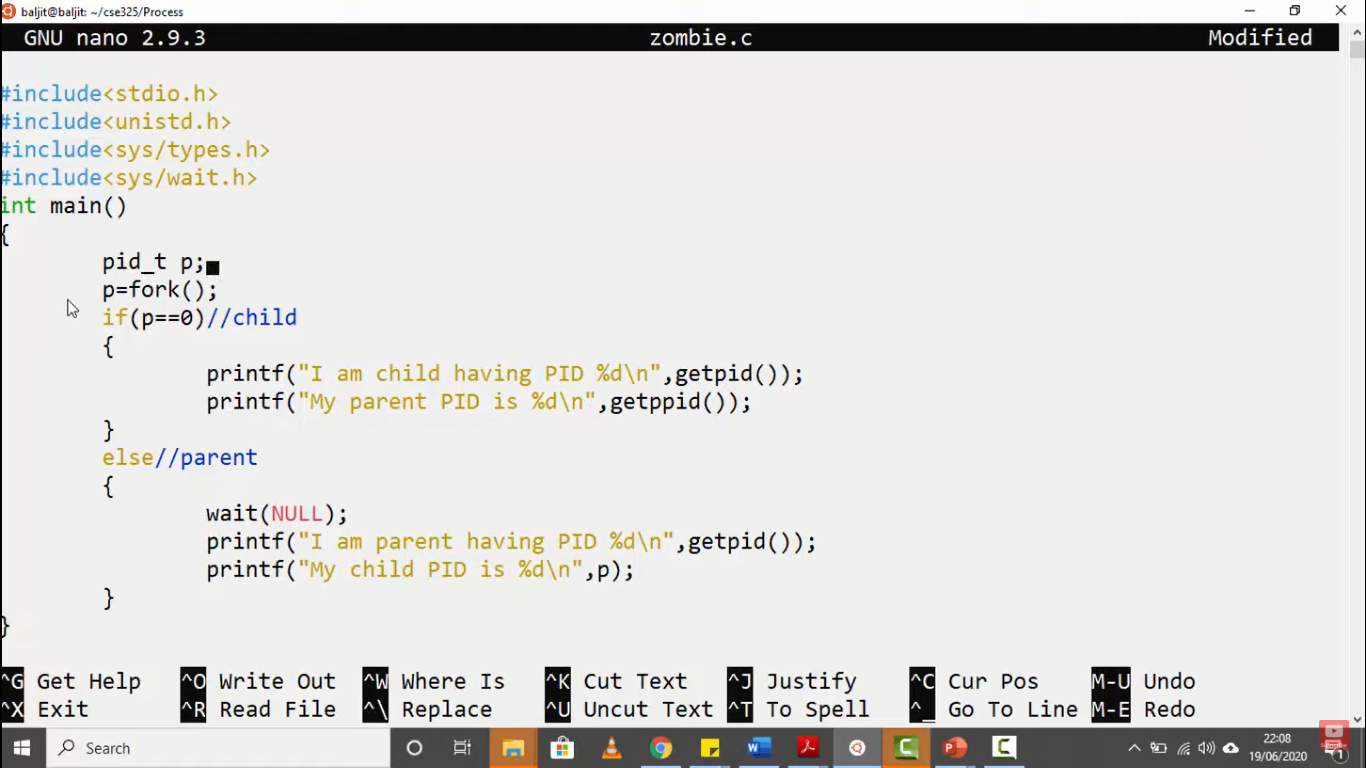 baljit@baljit: ~/cse325/Process
GNU nano 2.9.3 zombie.c Modified
#include<stdio.h>
#include<unistd.h>
#include<sys/types.h>
#include<sys/wait.h>
int main()
{
pid_t p;
p=fork();
if(p==0)//child
{
printf("I am child having PID %d\n",getpid());
printf("My parent PID is %d\n",getppid());
}
else//parent
{
wait(NULL);
printf("I am parent having PID %d\n",getpid());
printf("My child PID is %d\n",p);
}
}
^G Get Help ^O Write Out ^W Where Is ^K Cut Text ^J Justify ^C Cur Pos M-U Undo
^X Exit ^R Read File ^\ Replace ^U Uncut Text ^T To Spell ^_ Go To Line M-E Redo
Search
22:08
19/06/2020